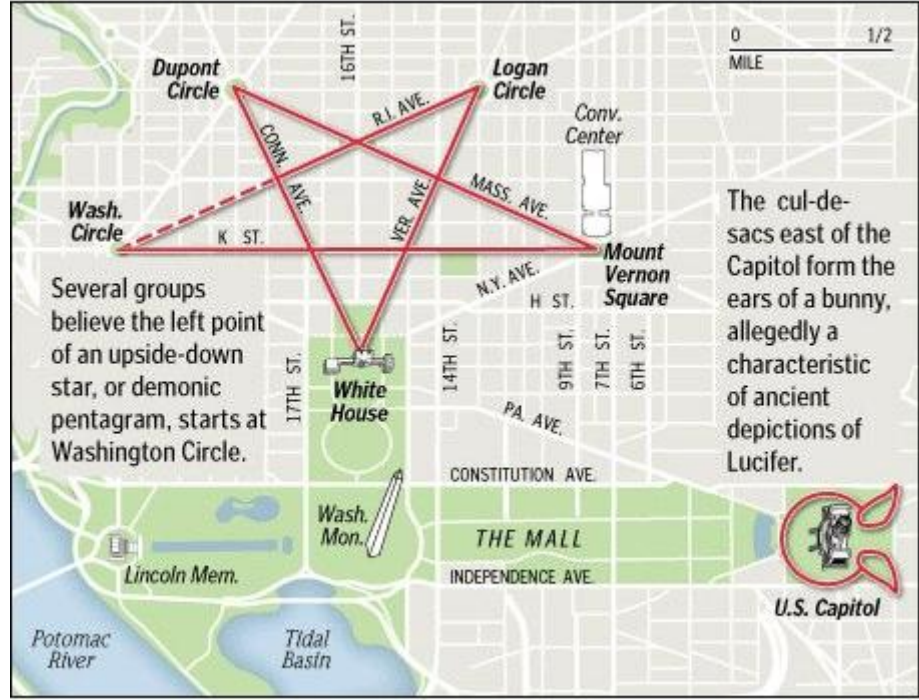 0 1/2
MILE
Dupont
Circle
16TH ST.
Logan
Circle
R.I. AVE.
Conv.
Center
CONN. AVE.
MASS. AVE.
VER. AVE.
Wash.
Circle
K ST.
Mount
Vernon
Square
N.Y. AVE.
H ST.
The cul-de-
sacs east of the
Capitol form the
ears of a bunny,
allegedly a
characteristic
of ancient
depictions of
Lucifer.
Several groups
believe the left point
of an upside-down
star, or demonic
pentagram, starts at
Washington Circle.
17TH ST.
White
House
14TH ST.
9TH ST.
7TH ST.
6TH ST.
PA. AVE.
CONSTITUTION AVE.
Wash.
Mon.
THE MALL
Lincoln Mem.
INDEPENDENCE AVE.
U.S. Capitol
Potomac
River
Tidal
Basin